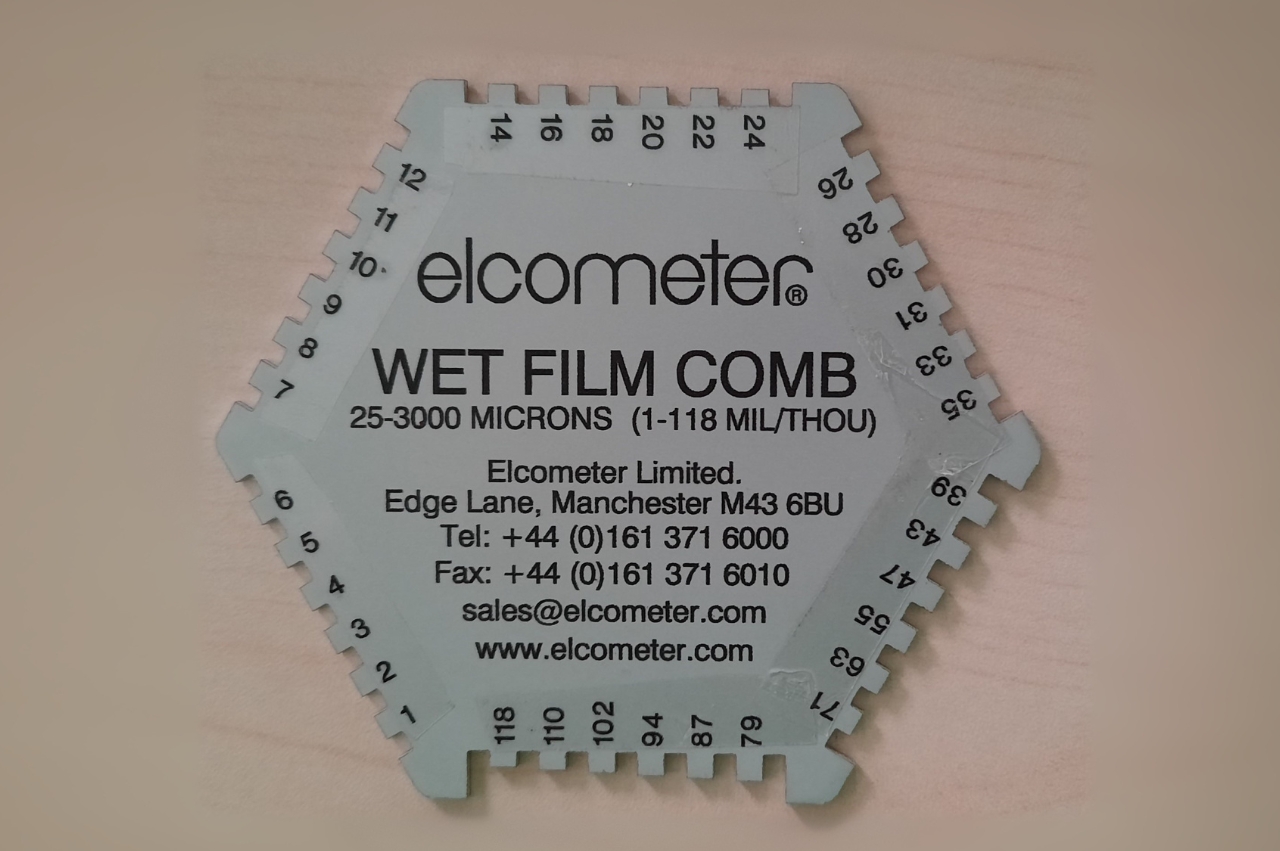 14 16 18 20 22 24
26 28 30 31 33 35
39 43 47 55 63 71
79 87 94 102 110 118
1 2 3 4 5 6
7 8 9 10 11 12
elcometer®
WET FILM COMB
25-3000 MICRONS (1-118 MIL/THOU)
Elcometer Limited.
Edge Lane, Manchester M43 6BU
Tel: +44 (0)161 371 6000
Fax: +44 (0)161 371 6010
sales@elcometer.com
www.elcometer.com